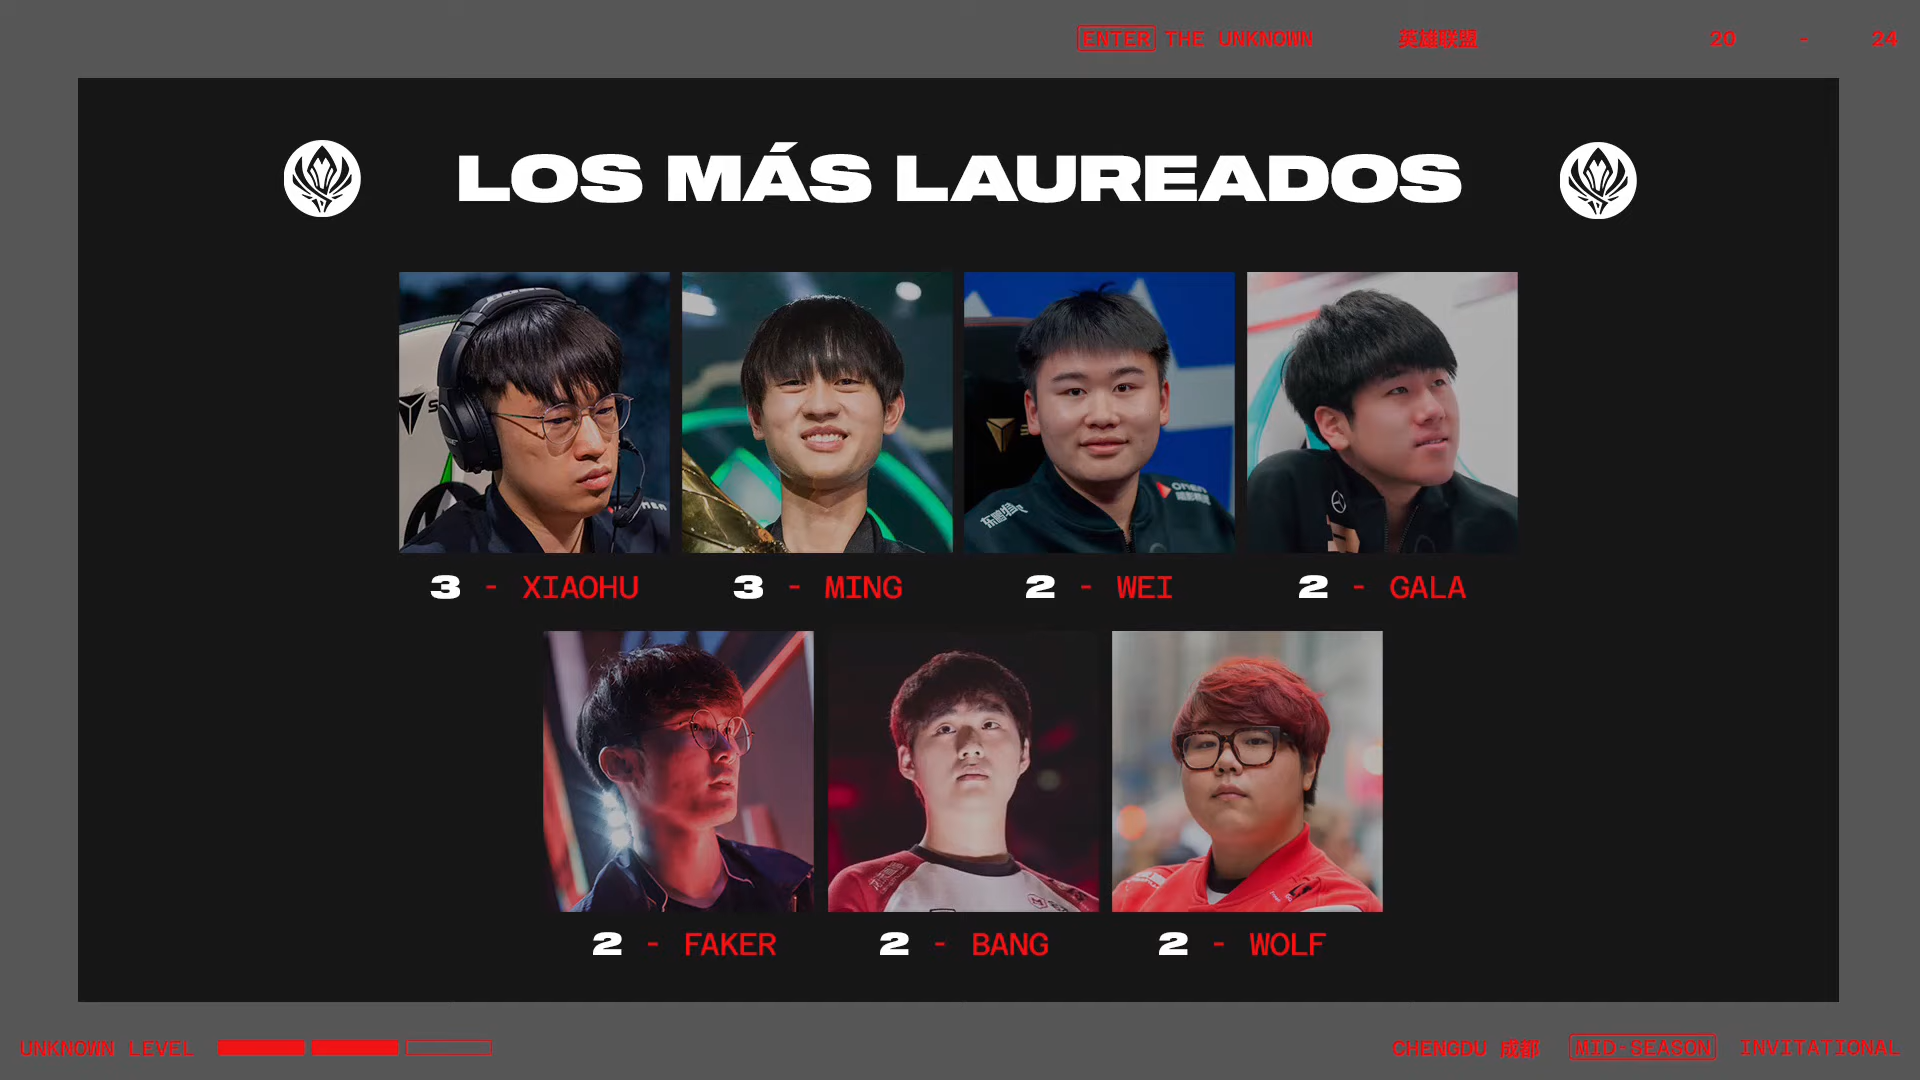 ENTER THE UNKNOWN 英雄联盟 20 - 24
LOS MÁS LAUREADOS
3 - XIAOHU
3 - MING
2 - WEI
2 - GALA
2 - FAKER
2 - BANG
2 - WOLF
UNKNOWN LEVEL
CHENGDU 成都 MID-SEASON INVITATIONAL